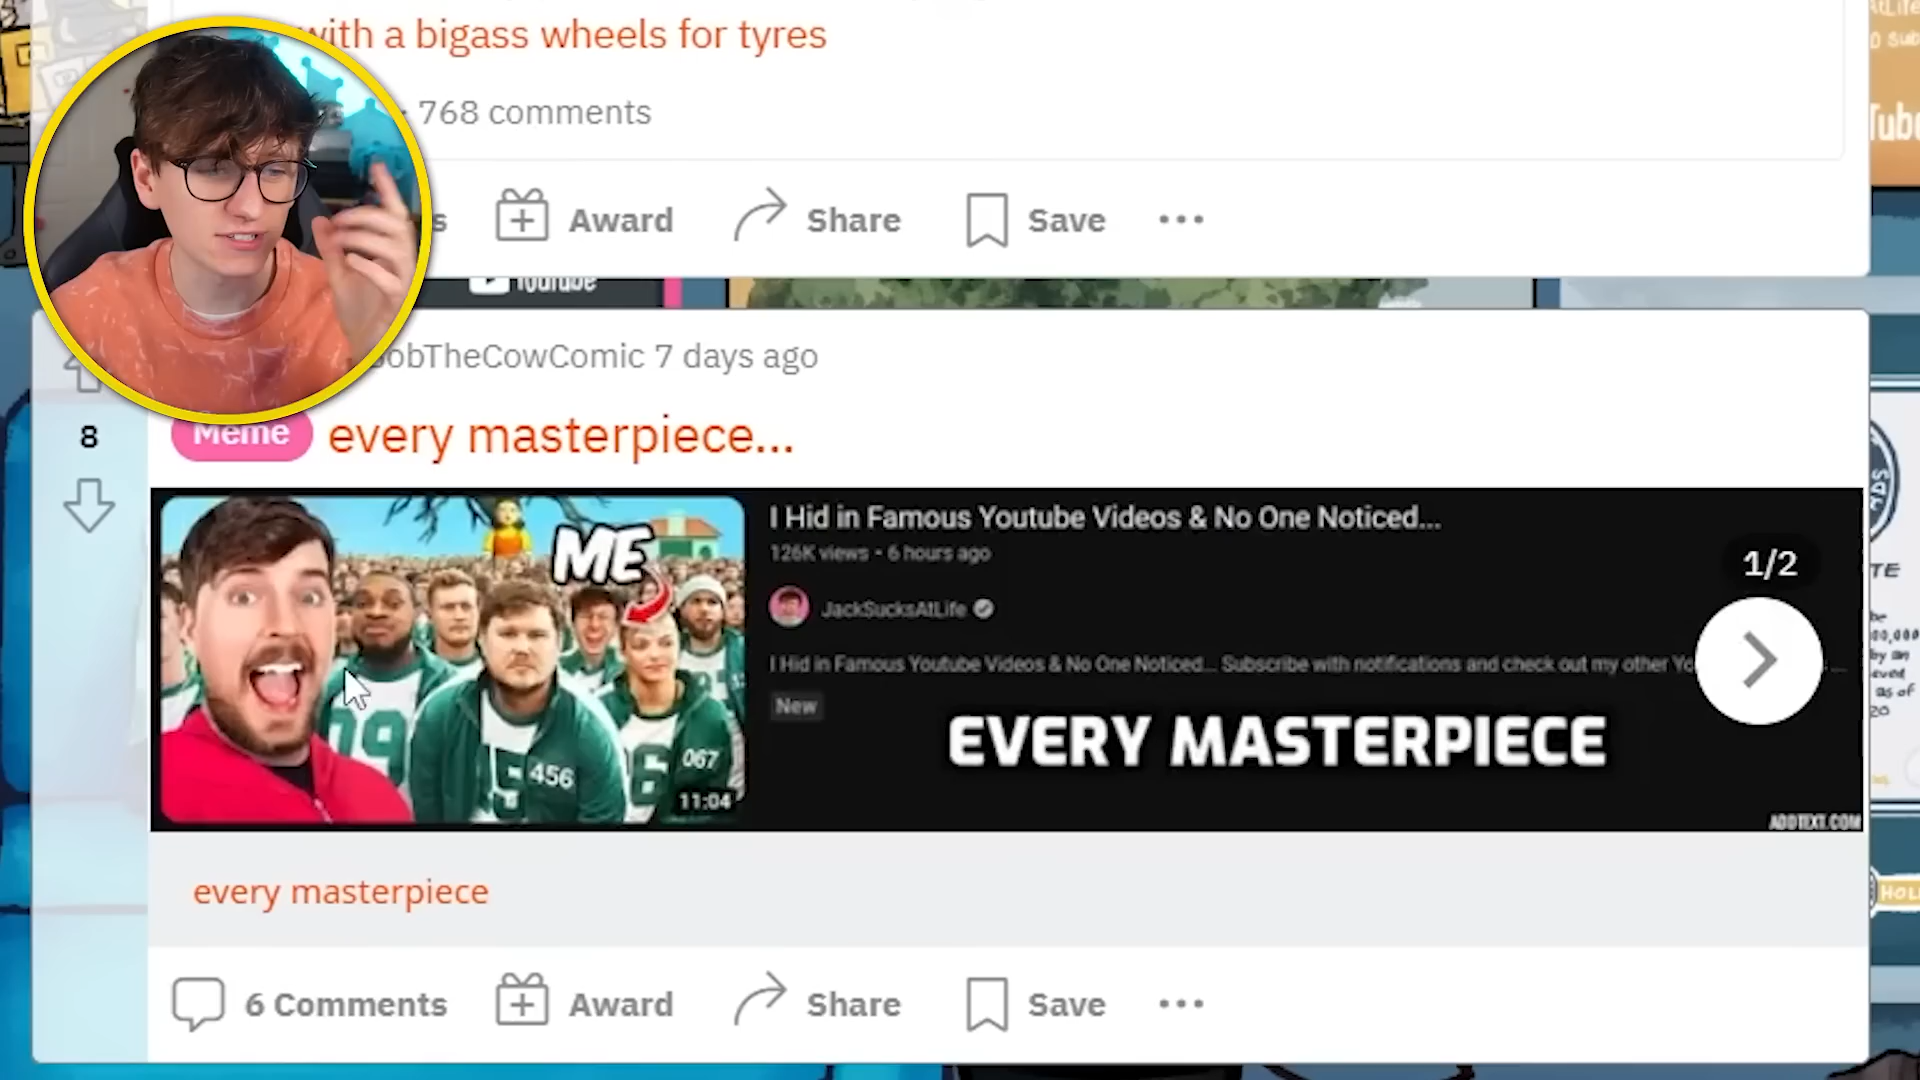 with a bigass wheels for tyres
· 768 comments
s
Award
Share
Save
YouTube
BobTheCowComic 7 days ago
8
Meme
every masterpiece...
ME
I Hid in Famous Youtube Videos & No One Noticed...
126K views • 6 hours ago
1/2
JackSucksAtLife
I Hid in Famous Youtube Videos & No One Noticed... Subscribe with notifications and check out my other Yo
New
EVERY MASTERPIECE
099
456
067
11:04
ADDTEXT.COM
every masterpiece
6 Comments
Award
Share
Save